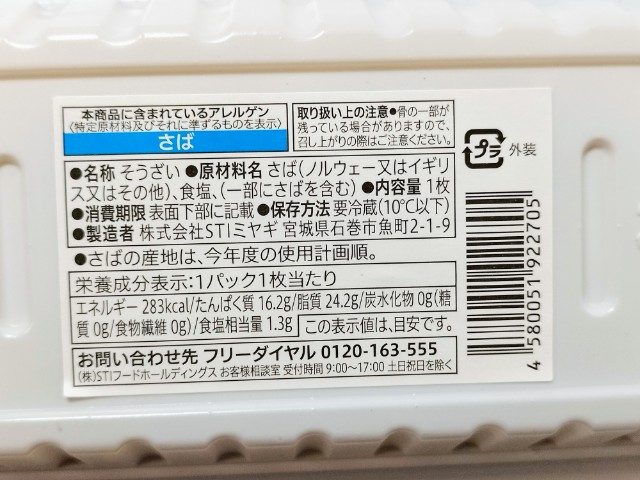 本商品に含まれているアレルゲン
〈特定原材料及びそれに準ずるものを表示〉
さば
取り扱い上の注意●骨の一部が
残っている場合がありますので、
召し上がりの際はご注意ください。
プラ 外装
●名称 そうざい ●原材料名 さば(ノルウェー又はイギリ
ス又はその他)、食塩、(一部にさばを含む) ●内容量 1枚
●消費期限 表面下部に記載 ●保存方法 要冷蔵(10℃以下)
●製造者 株式会社STIミヤギ 宮城県石巻市魚町2-1-9
●さばの産地は、今年度の使用計画順。
栄養成分表示:1パック1枚当たり
エネルギー 283kcal/たんぱく質 16.2g/脂質 24.2g/炭水化物 0g(糖
質 0g/食物繊維 0g)/食塩相当量 1.3g
この表示値は、目安です。
お問い合わせ先 フリーダイヤル 0120-163-555
(株)STIフードホールディングス お客様相談室 受付時間 9:00〜17:00 土日祝日を除く
4 580051 922705